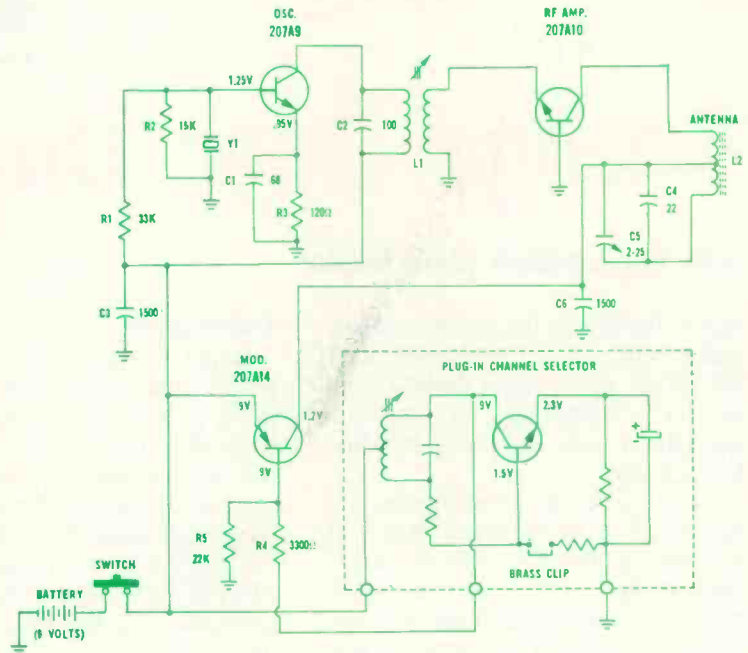 OSC.
207A9
RF AMP.
207A10
1.25V
.95V
R2
15K
Y1
C2
100
L1
ANTENNA
L2
C1
68
R3
120Ω
C4
22
C5
2-25
R1
33K
C3
1500
C6
1500
MOD.
207A14
9V
1.2V
9V
PLUG-IN CHANNEL SELECTOR
9V
2.3V
+
-
1.5V
R5
22K
R4
3300Ω
BRASS CLIP
SWITCH
BATTERY
(9 VOLTS)